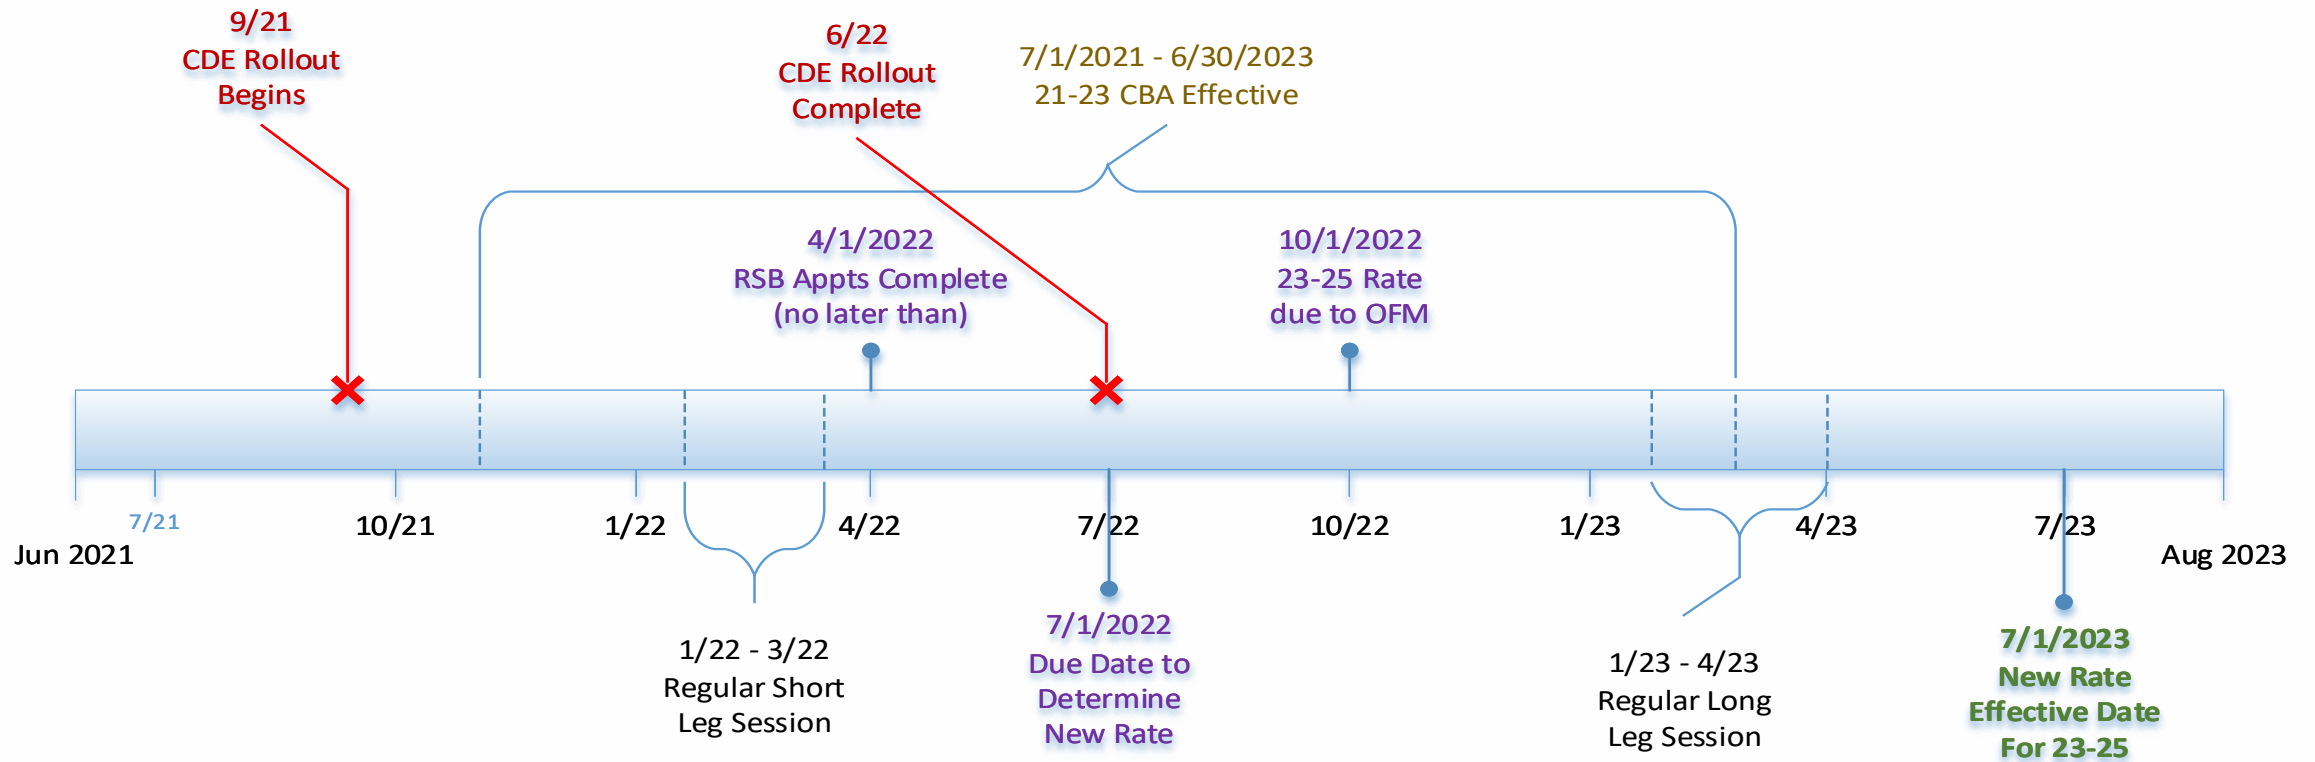 9/21
CDE Rollout
Begins
6/22
CDE Rollout
Complete
7/1/2021 - 6/30/2023
21-23 CBA Effective
4/1/2022
RSB Appts Complete
(no later than)
10/1/2022
23-25 Rate
due to OFM
7/21
10/21
1/22
4/22
7/22
10/22
1/23
4/23
7/23
Jun 2021
Aug 2023
1/22 - 3/22
Regular Short
Leg Session
7/1/2022
Due Date to
Determine
New Rate
1/23 - 4/23
Regular Long
Leg Session
7/1/2023
New Rate
Effective Date
For 23-25